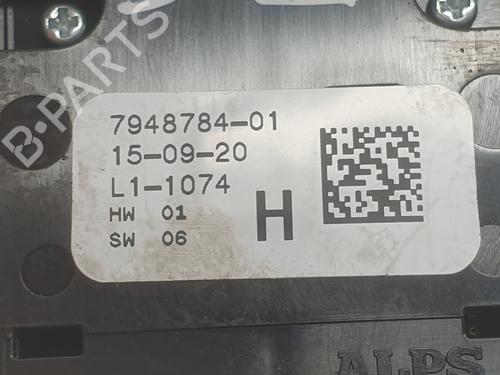 B-PARTS
7948784-01
15-09-20
L1-1074
HW 01
SW 06
H
ALPS